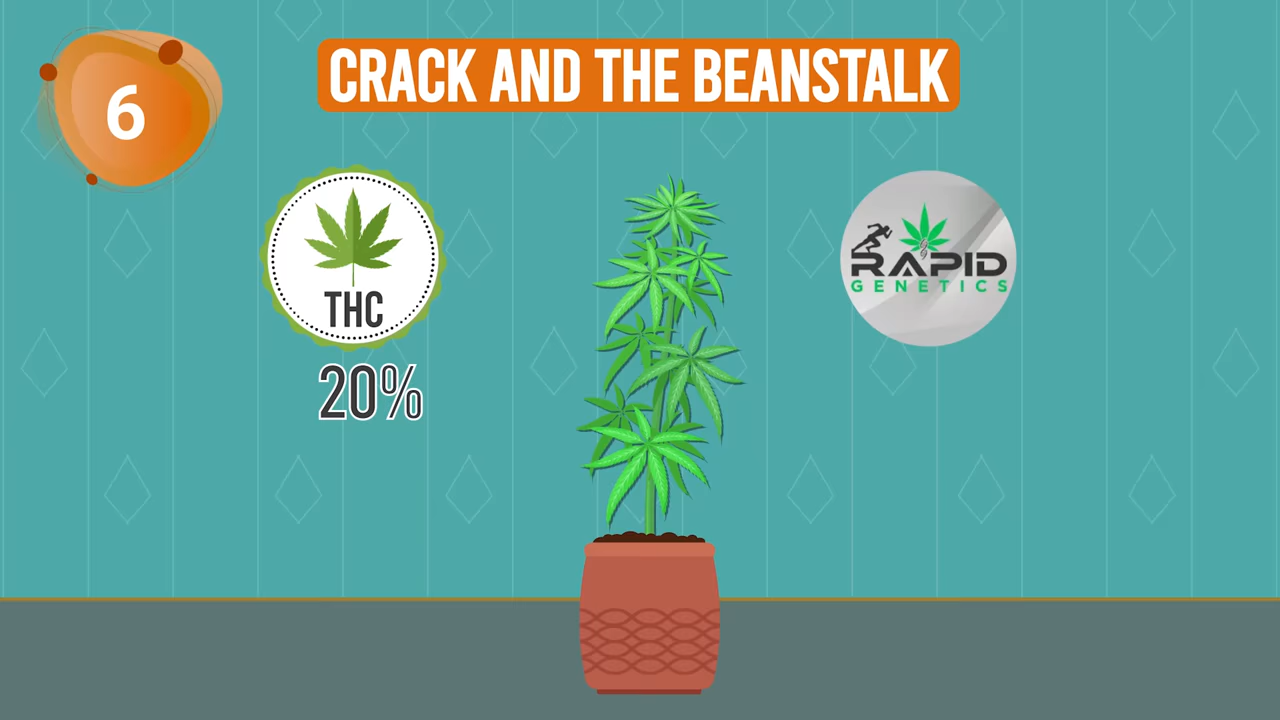 6
CRACK AND THE BEANSTALK
THC
20%
RAPID
GENETICS